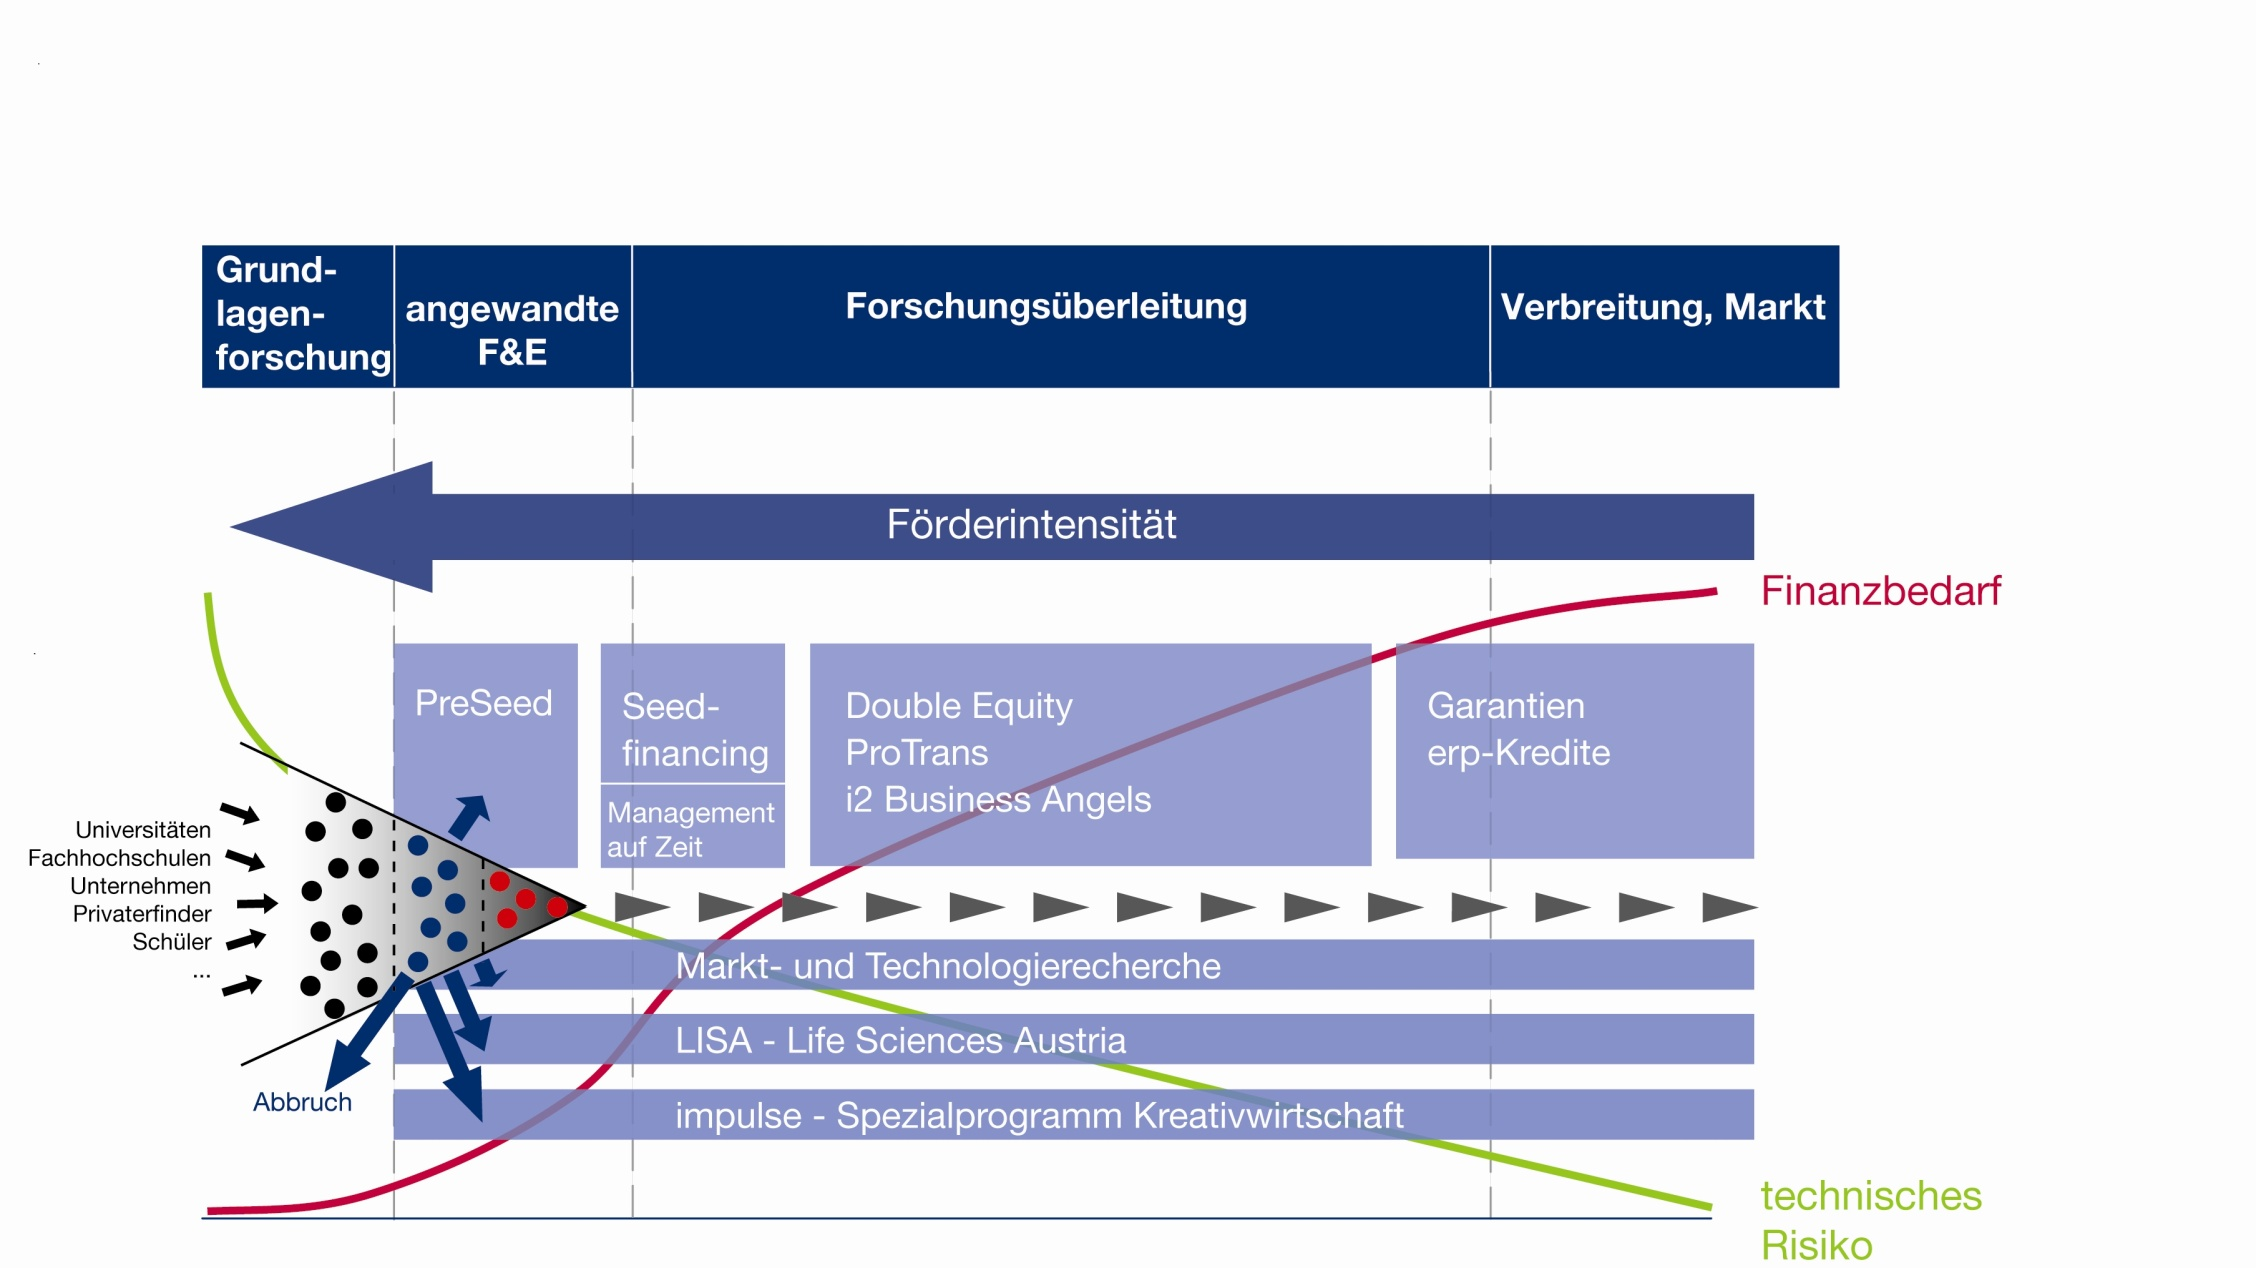 Grund-
lagen-
forschung
angewandte
F&E
Forschungsüberleitung
Verbreitung, Markt
Förderintensität
Finanzbedarf
PreSeed
Seed-
financing
Management
auf Zeit
Double Equity
ProTrans
i2 Business Angels
Garantien
erp-Kredite
Universitäten
Fachhochschulen
Unternehmen
Privaterfinder
Schüler
...
Abbruch
Markt- und Technologierecherche
LISA - Life Sciences Austria
impulse - Spezialprogramm Kreativwirtschaft
technisches
Risiko